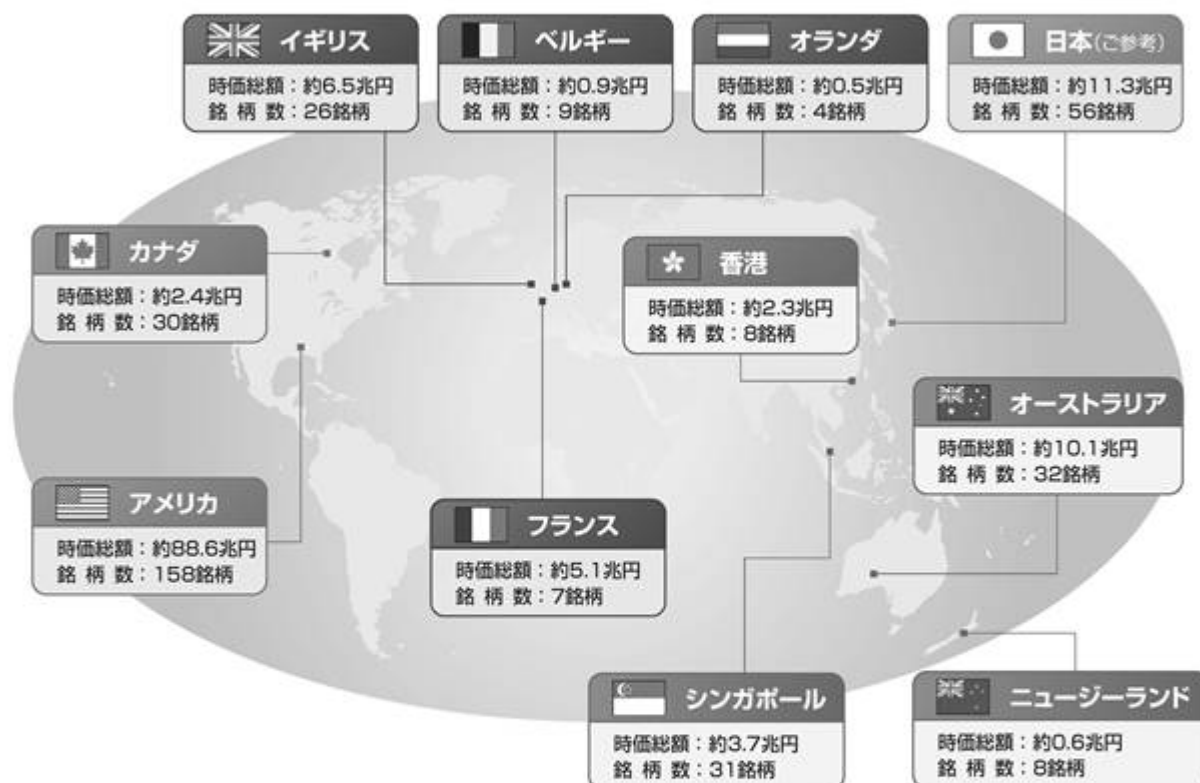 イギリス
時価総額：約6.5兆円
銘 柄 数：26銘柄
ベルギー
時価総額：約0.9兆円
銘 柄 数：9銘柄
オランダ
時価総額：約0.5兆円
銘 柄 数：4銘柄
日本(ご参考)
時価総額：約11.3兆円
銘 柄 数：56銘柄
カナダ
時価総額：約2.4兆円
銘 柄 数：30銘柄
香港
時価総額：約2.3兆円
銘 柄 数：8銘柄
オーストラリア
時価総額：約10.1兆円
銘 柄 数：32銘柄
アメリカ
時価総額：約88.6兆円
銘 柄 数：158銘柄
フランス
時価総額：約5.1兆円
銘 柄 数：7銘柄
シンガポール
時価総額：約3.7兆円
銘 柄 数：31銘柄
ニュージーランド
時価総額：約0.6兆円
銘 柄 数：8銘柄